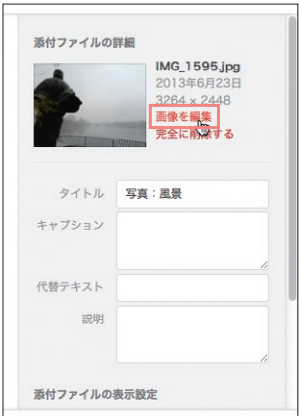 添付ファイルの詳細
IMG_1595.jpg
2013年6月23日
3264 × 2448
画像を編集
完全に削除する
タイトル
写真：風景
キャプション
代替テキスト
説明
添付ファイルの表示設定